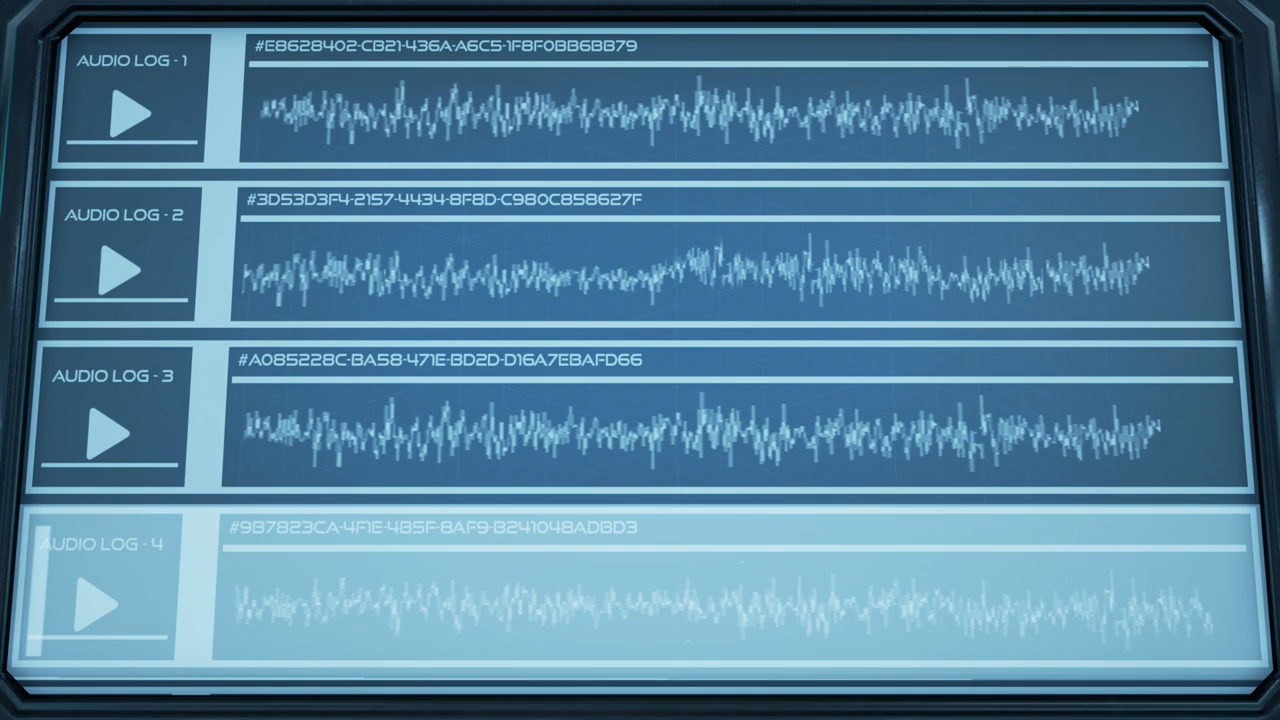 AUDIO LOG - 1
#E8628402-CB21-436A-A6C5-1F8F0BB6BB79
AUDIO LOG - 2
#3D53D3F4-2157-4434-8F8D-C980C858627F
AUDIO LOG - 3
#A085228C-BA58-471E-BD2D-D16A7EBAFD66
AUDIO LOG - 4
#9B7B23CA-4F1E-4B5F-8AF9-B241048ADBD3